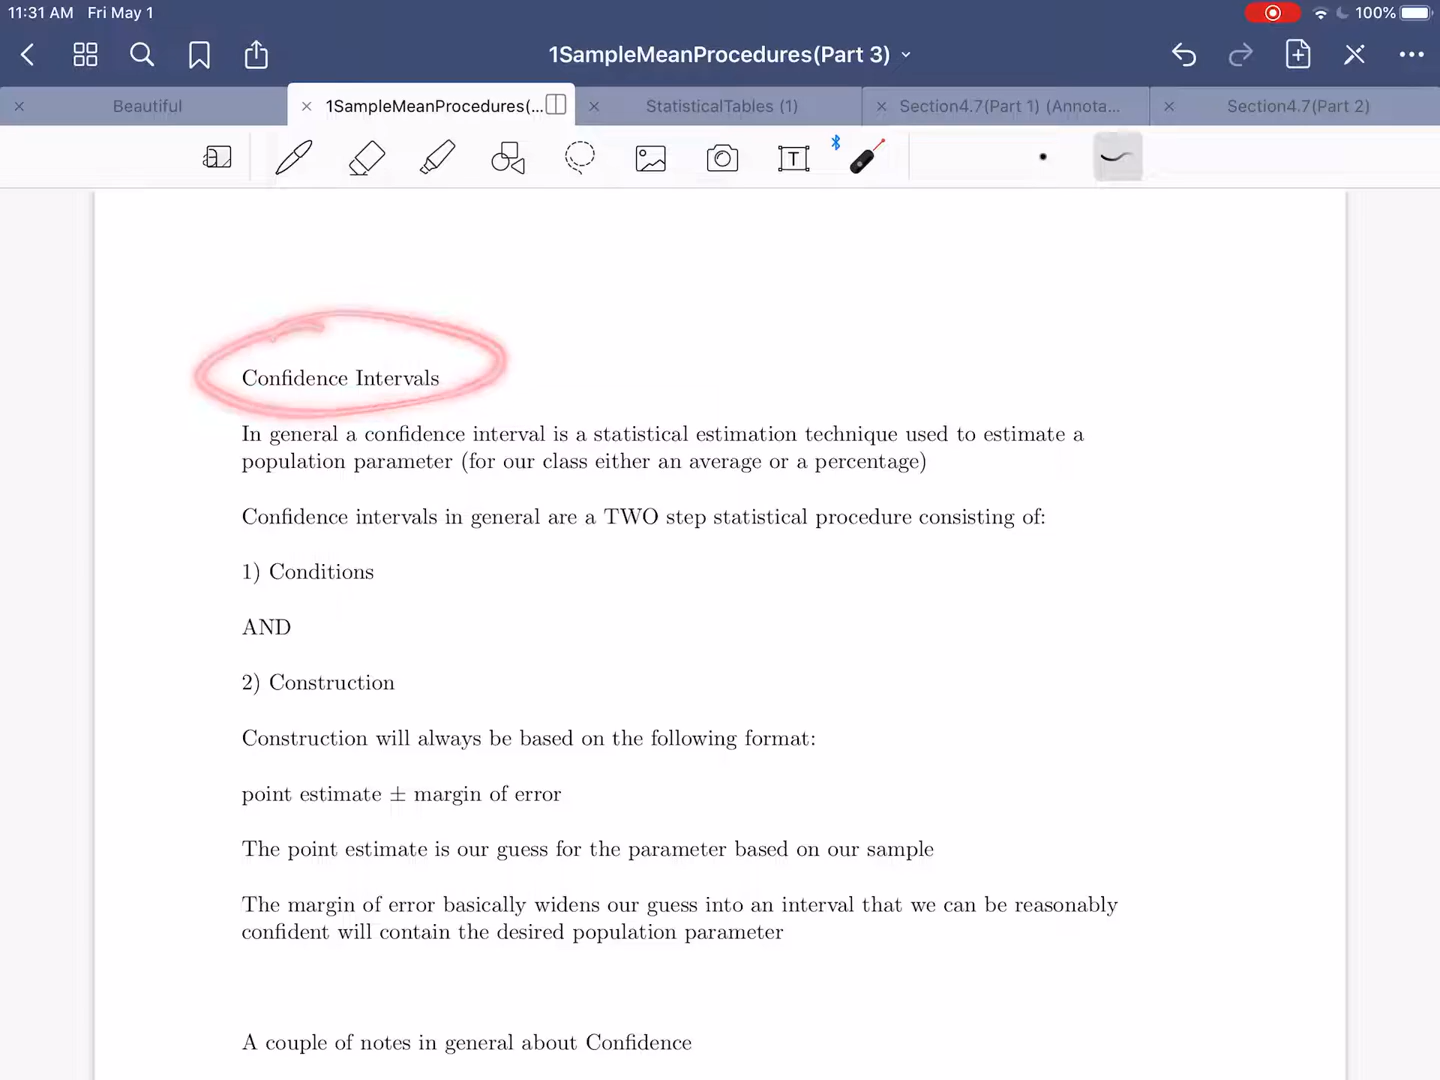 11:31 AM Fri May 1 100%
1SampleMeanProcedures(Part 3)
Beautiful 1SampleMeanProcedures(... StatisticalTables (1) Section4.7(Part 1) (Annota... Section4.7(Part 2)
Confidence Intervals
In general a confidence interval is a statistical estimation technique used to estimate a
population parameter (for our class either an average or a percentage)
Confidence intervals in general are a TWO step statistical procedure consisting of:
1) Conditions
AND
2) Construction
Construction will always be based on the following format:
point estimate ± margin of error
The point estimate is our guess for the parameter based on our sample
The margin of error basically widens our guess into an interval that we can be reasonably
confident will contain the desired population parameter
A couple of notes in general about Confidence